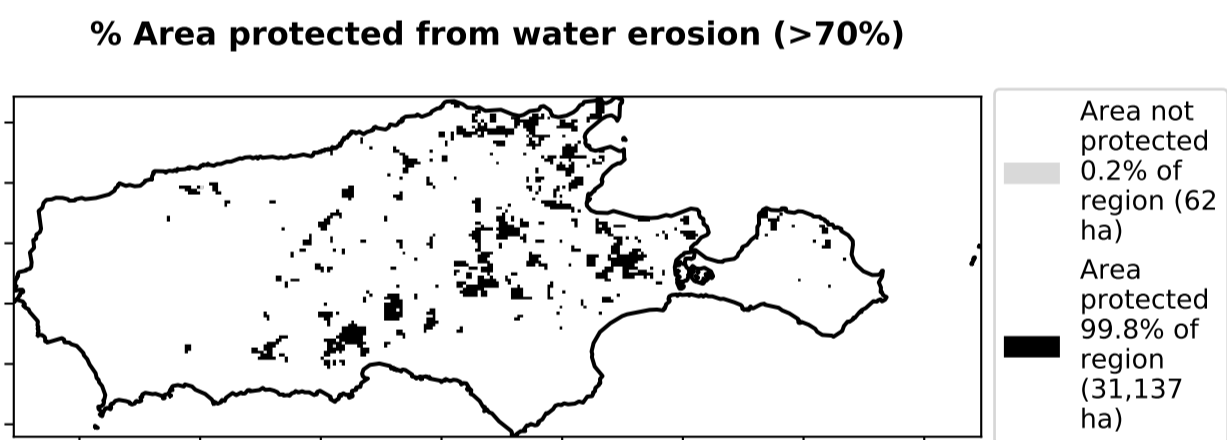 % Area protected from water erosion (>70%)
Area not
protected
0.2% of
region (62
ha)
Area
protected
99.8% of
region
(31,137
ha)